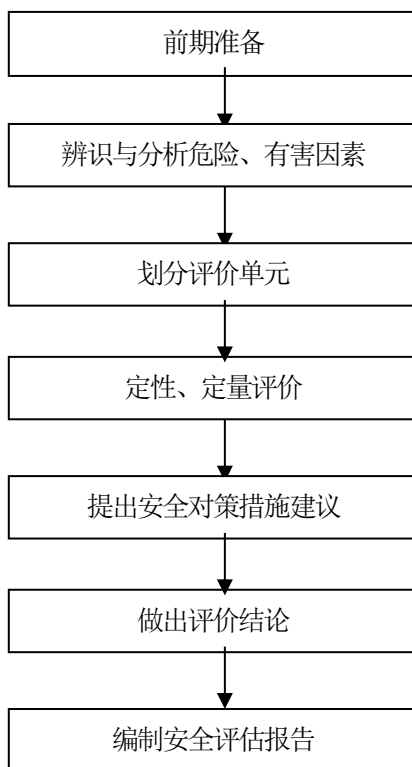 前期准备
辨识与分析危险、有害因素
划分评价单元
定性、定量评价
提出安全对策措施建议
做出评价结论
编制安全评估报告